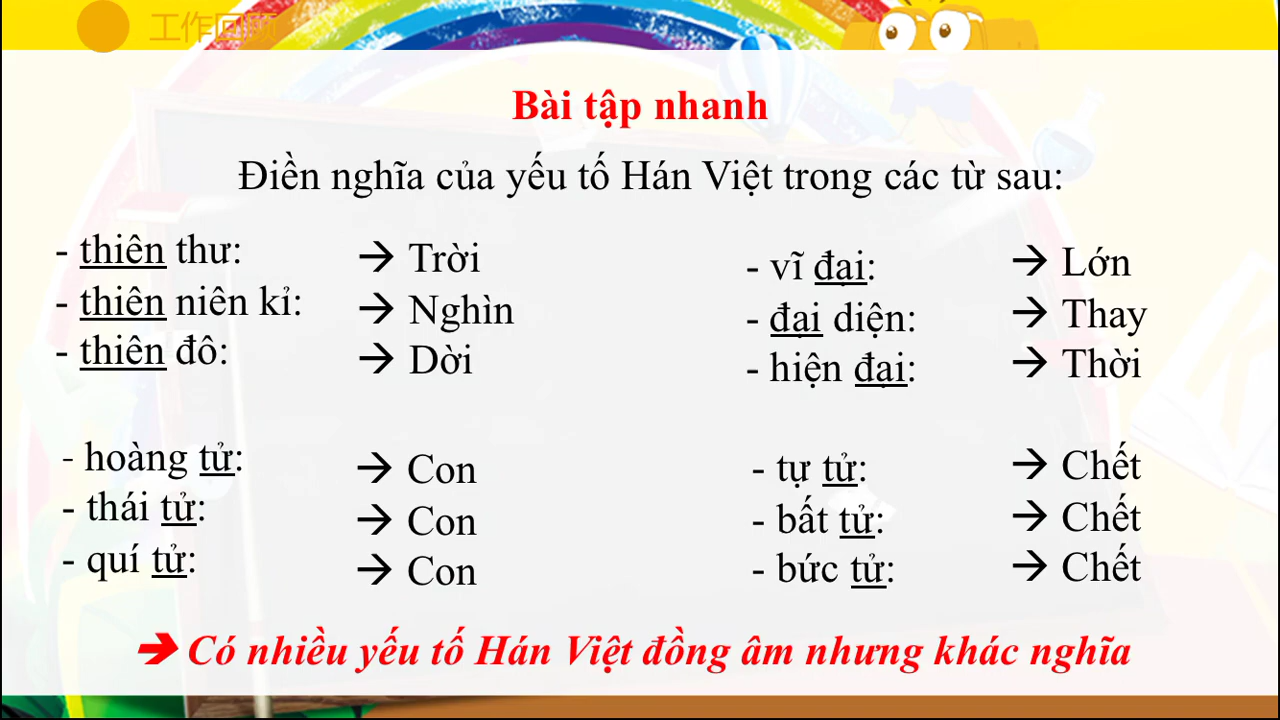 工作回顾
Bài tập nhanh
Điền nghĩa của yếu tố Hán Việt trong các từ sau:
- thiên thư: → Trời
- thiên niên kỉ: → Nghìn
- thiên đô: → Dời
- vĩ đại: → Lớn
- đại diện: → Thay
- hiện đại: → Thời
- hoàng tử: → Con
- thái tử: → Con
- quí tử: → Con
- tự tử: → Chết
- bất tử: → Chết
- bức tử: → Chết
→ Có nhiều yếu tố Hán Việt đồng âm nhưng khác nghĩa